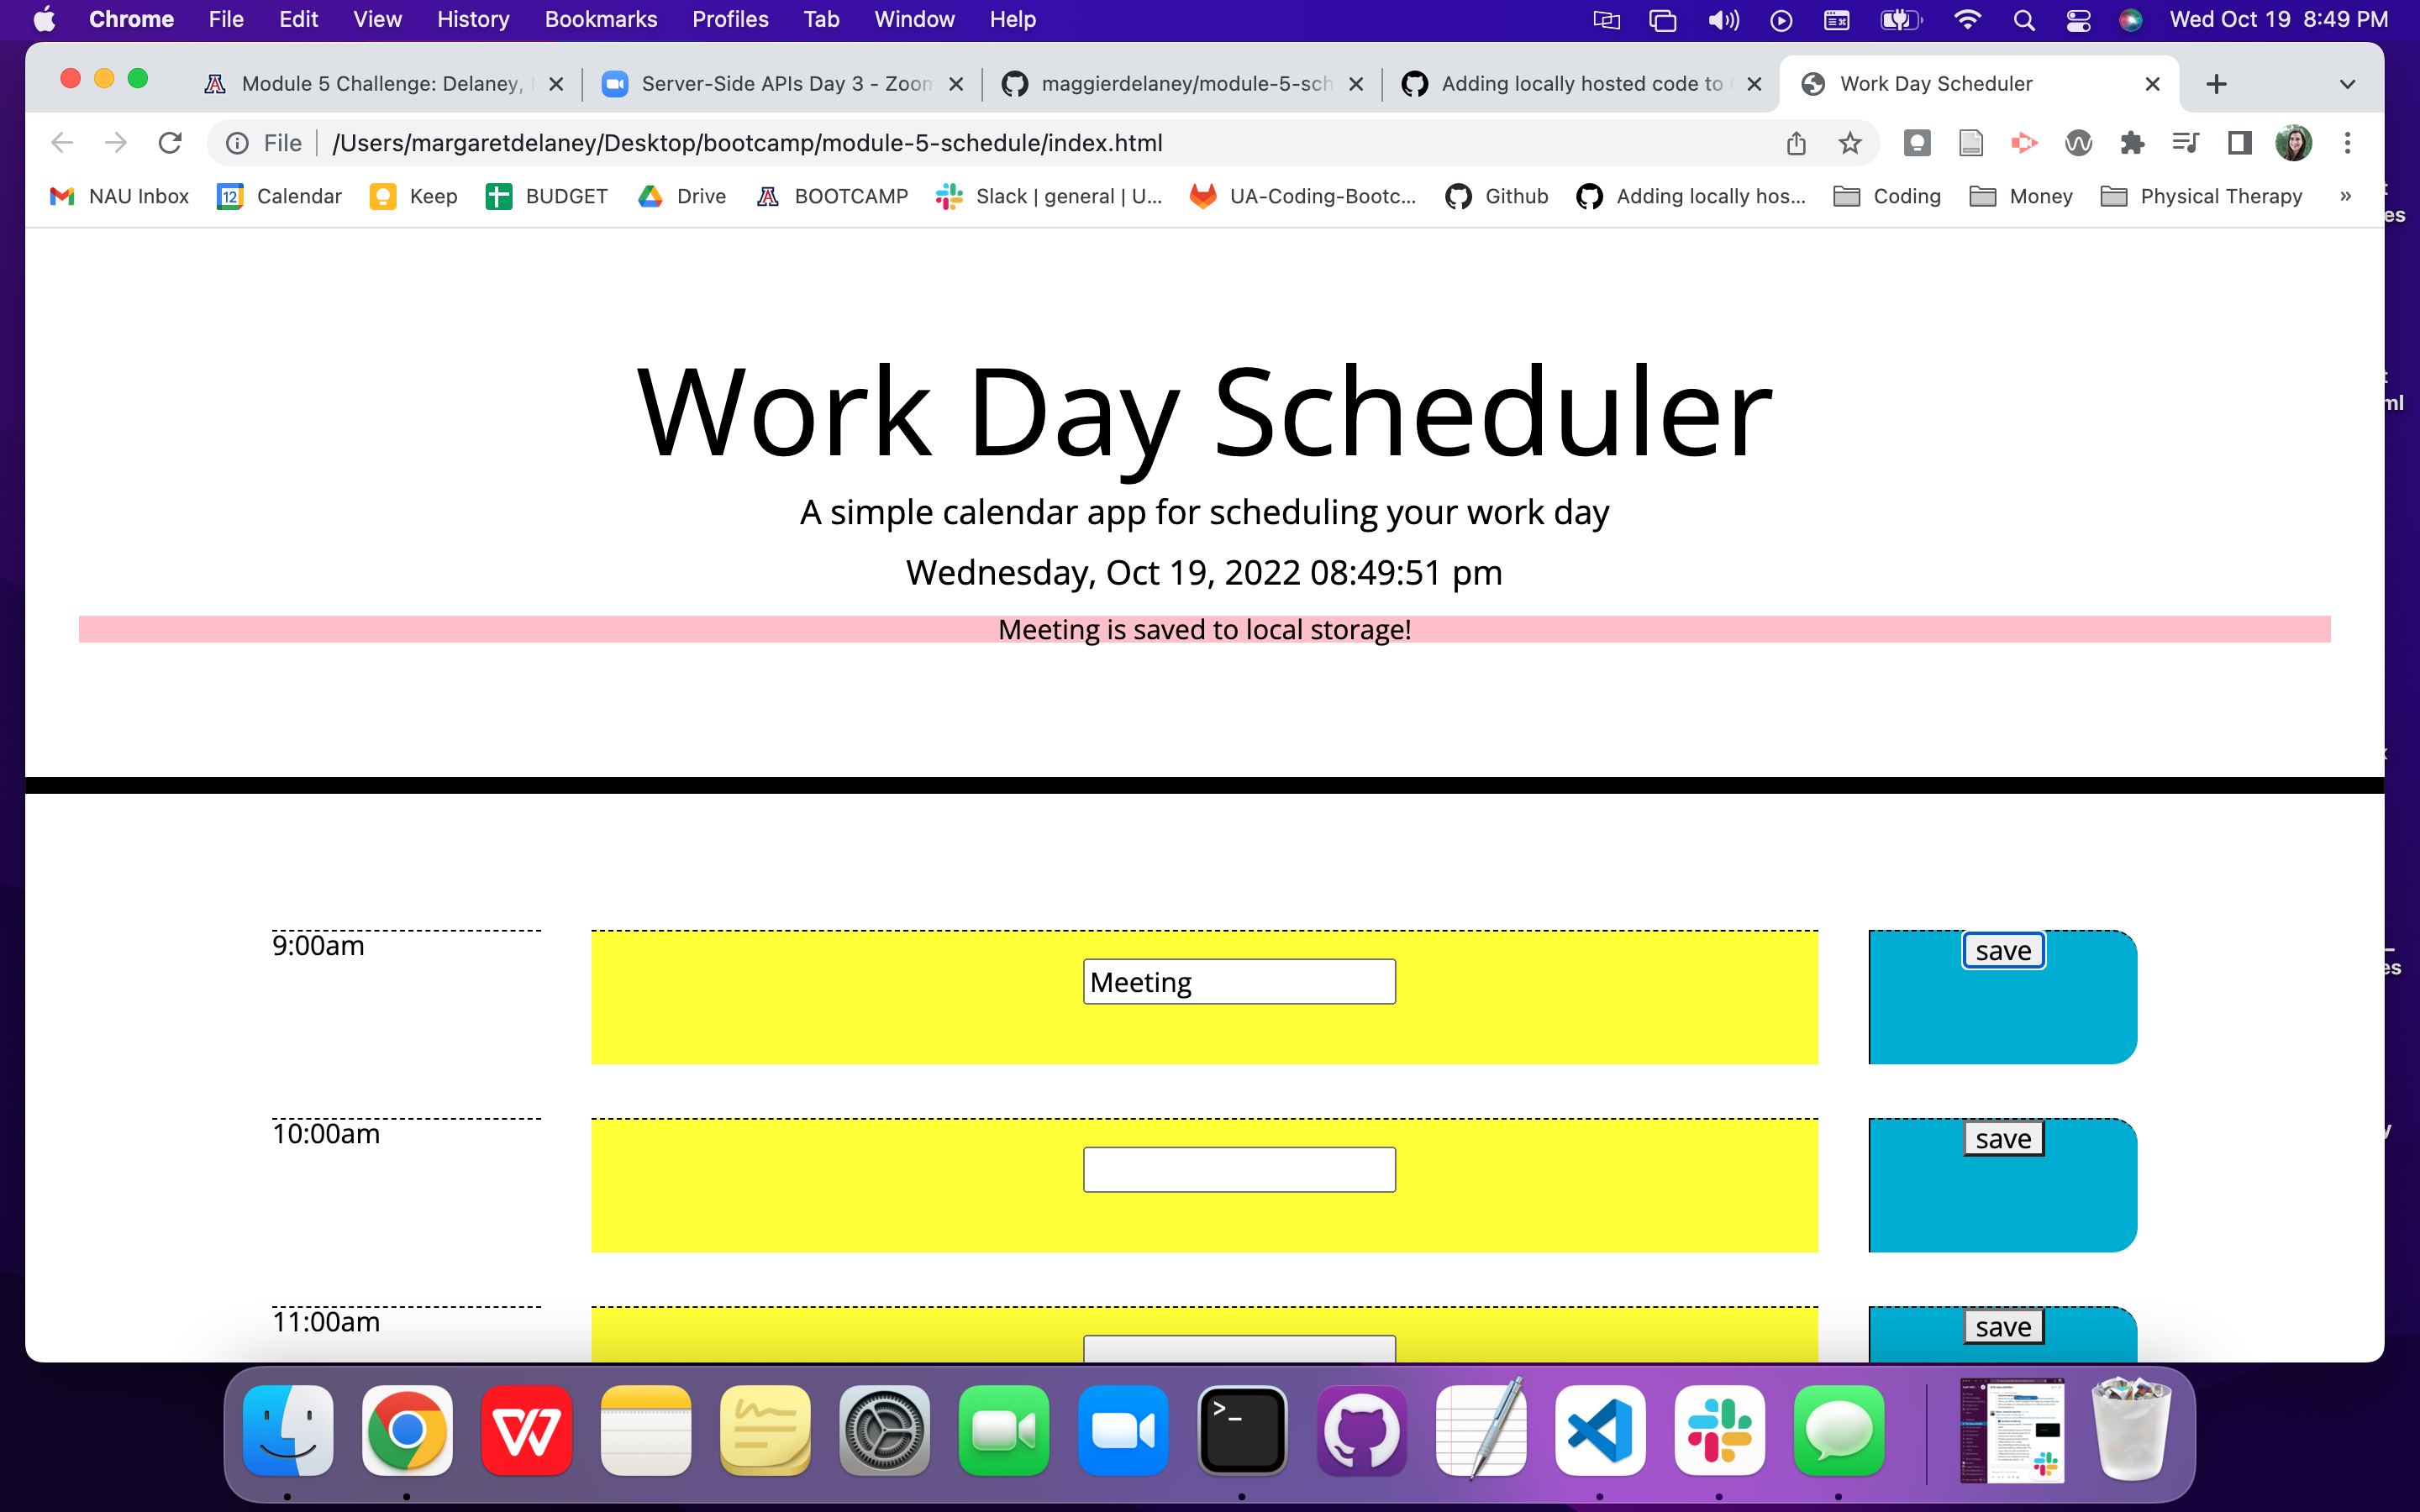 Chrome File Edit View History Bookmarks Profiles Tab Window Help Wed Oct 19 8:49 PM
Module 5 Challenge: Delaney, Server-Side APIs Day 3 - Zoom maggierdelaney/module-5-sch Adding locally hosted code to Work Day Scheduler
File /Users/margaretdelaney/Desktop/bootcamp/module-5-schedule/index.html
NAU Inbox 12 Calendar Keep BUDGET Drive BOOTCAMP Slack | general | U... UA-Coding-Bootc... Github Adding locally hos... Coding Money Physical Therapy »
es
ml
Work Day Scheduler
A simple calendar app for scheduling your work day
Wednesday, Oct 19, 2022 08:49:51 pm
Meeting is saved to local storage!
9:00am Meeting save
es
10:00am save
11:00am save